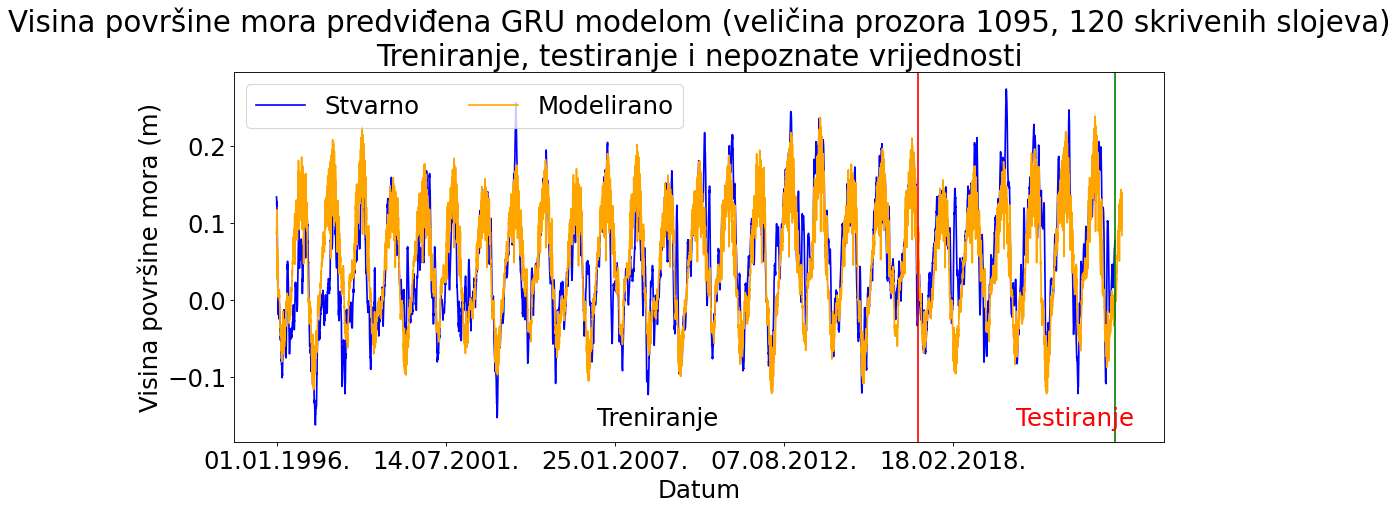 Visina površine mora predviđena GRU modelom (veličina prozora 1095, 120 skrivenih slojeva)
Treniranje, testiranje i nepoznate vrijednosti
Stvarno
Modelirano
Visina površine mora (m)
0.2
0.1
0.0
−0.1
Treniranje
Testiranje
01.01.1996.
14.07.2001.
25.01.2007.
07.08.2012.
18.02.2018.
Datum